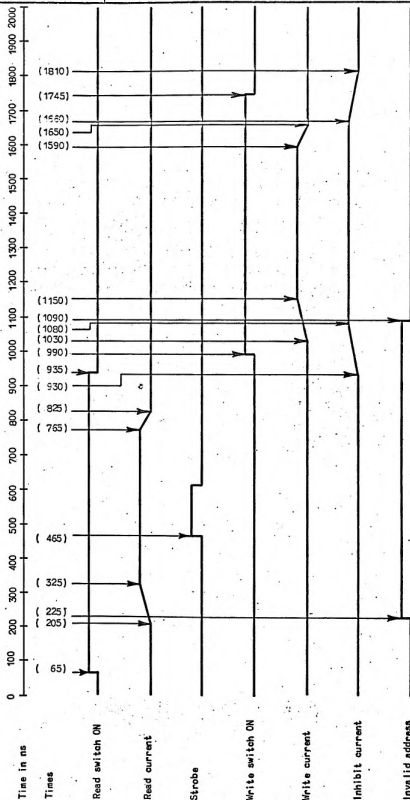 Time in ns
0 100 200 300 400 500 600 700 800 900 1000 1100 1200 1300 1400 1500 1600 1700 1800 1900 2000
Times
( 65)
( 205)
( 225)
( 325)
( 465)
( 765)
( 825)
( 930)
( 935)
( 990)
(1030)
(1080)
(1090)
(1150)
(1590)
(1650)
(1745)
(1810)
Read switch ON
Read current
Strobe
Write switch ON
Write current
Inhibit current
Invalid address